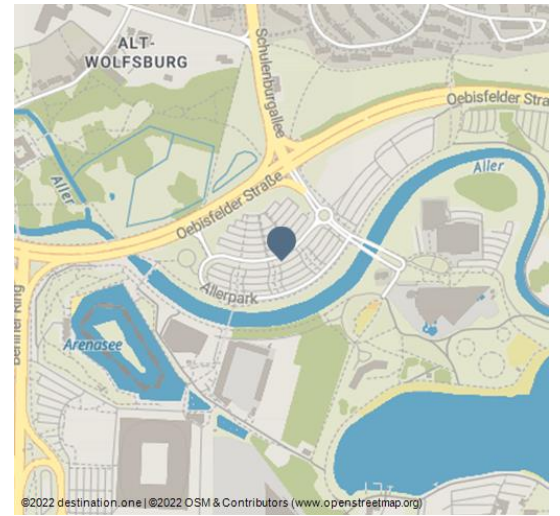 ALT-
WOLFSBURG
Schulenburgallee
Oebisfelder Stra
Aller
Aller
Oebisfelder Straße
Allerpark
Berliner Ring
Arenasee
©2022 destination.one | ©2022 OSM & Contributors (www.openstreetmap.org)